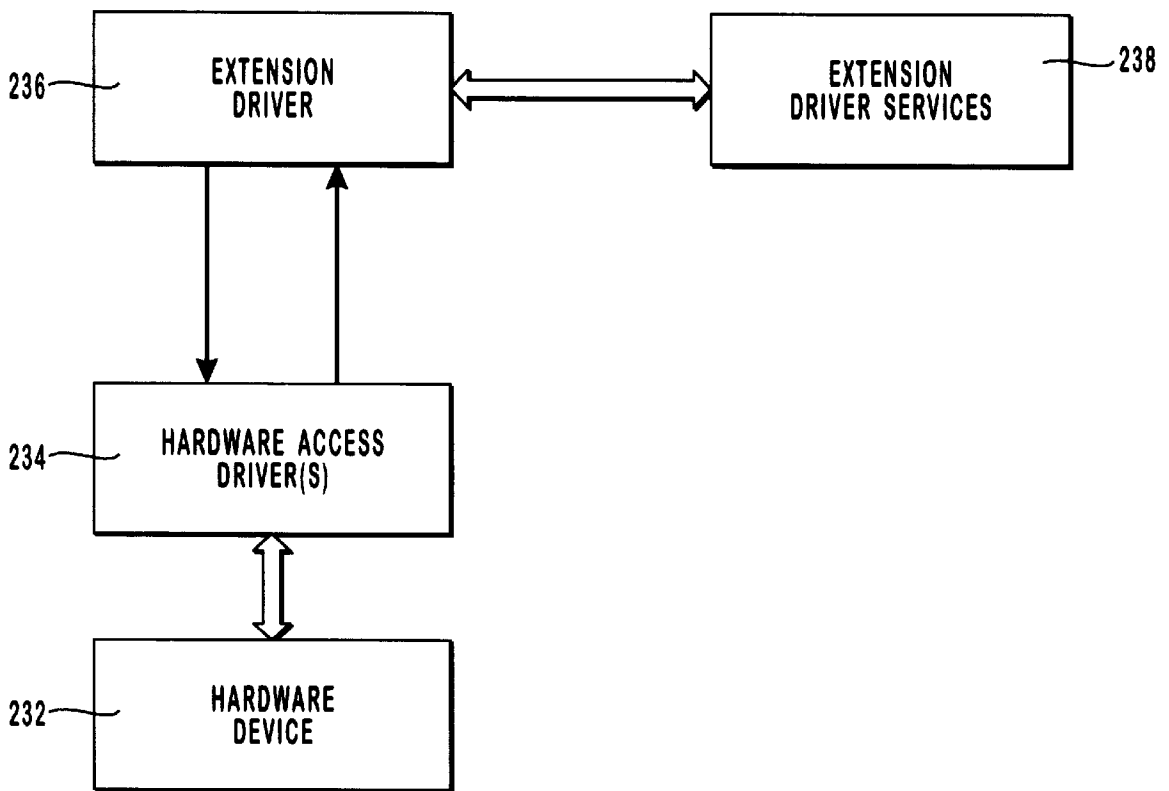 236
EXTENSION
DRIVER
EXTENSION
DRIVER SERVICES
238
234
HARDWARE ACCESS
DRIVER(S)
232
HARDWARE
DEVICE